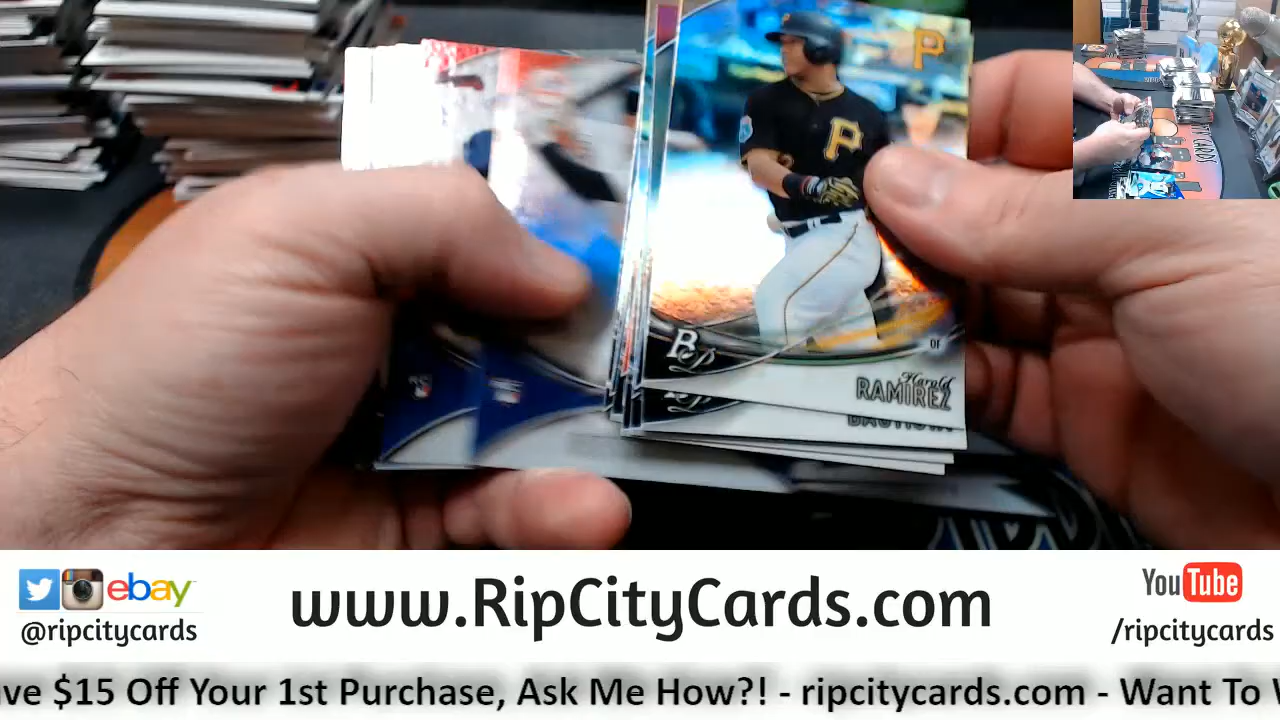 P
P
BP
OF
Harold
RAMIREZ
ebay
@ripcitycards
www.RipCityCards.com
YouTube
/ripcitycards
ve $15 Off Your 1st Purchase, Ask Me How?! - ripcitycards.com - Want To